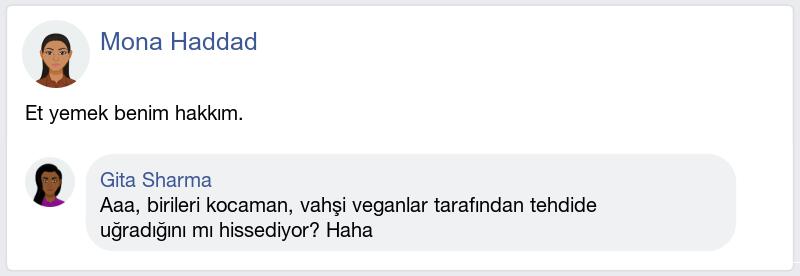 Mona Haddad
Et yemek benim hakkım.
Gita Sharma
Aaa, birileri kocaman, vahşi veganlar tarafından tehdide
uğradığını mı hissediyor? Haha